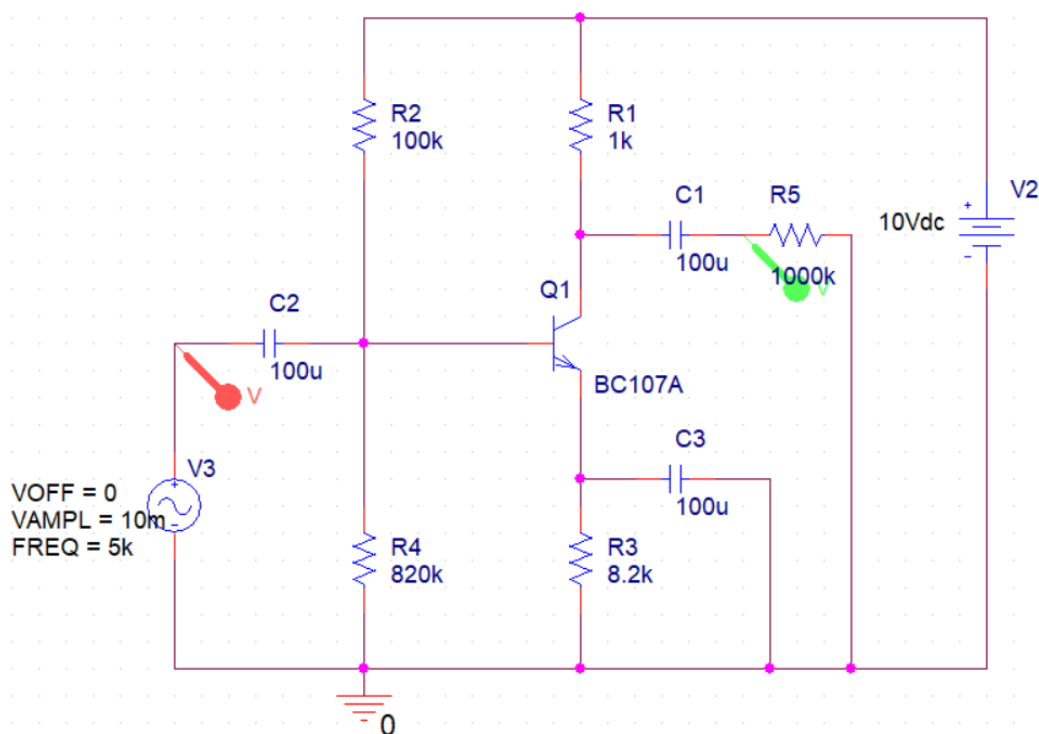 R2
100k
R1
1k
C1
100u
R5
1000k
V
V2
10Vdc
+
-
Q1
BC107A
C2
100u
V
V3
+
-
VOFF = 0
VAMPL = 10m
FREQ = 5k
C3
100u
R4
820k
R3
8.2k
0